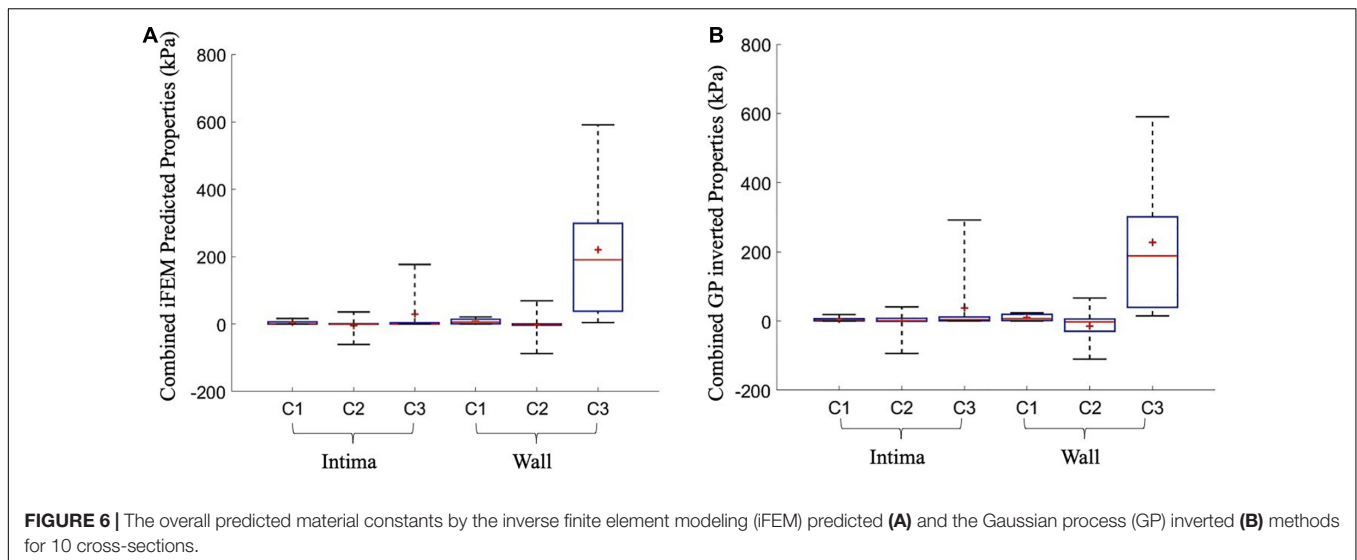 A
Combined iFEM Predicted Properties (kPa)
800
600
400
200
0
-200
C1 C2 C3 C1 C2 C3
Intima Wall
B
Combined GP inverted Properties (kPa)
800
600
400
200
0
-200
C1 C2 C3 C1 C2 C3
Intima Wall
FIGURE 6 | The overall predicted material constants by the inverse finite element modeling (iFEM) predicted (A) and the Gaussian process (GP) inverted (B) methods
for 10 cross-sections.